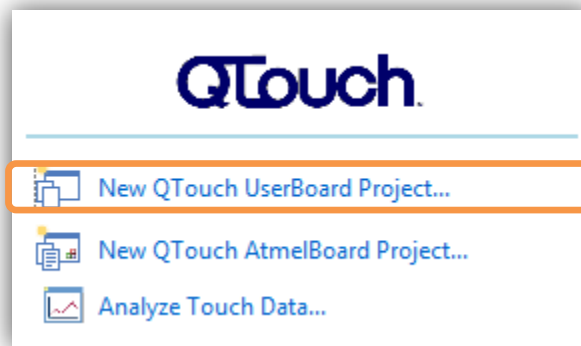 QTouch.
New QTouch UserBoard Project...
New QTouch AtmelBoard Project...
Analyze Touch Data...